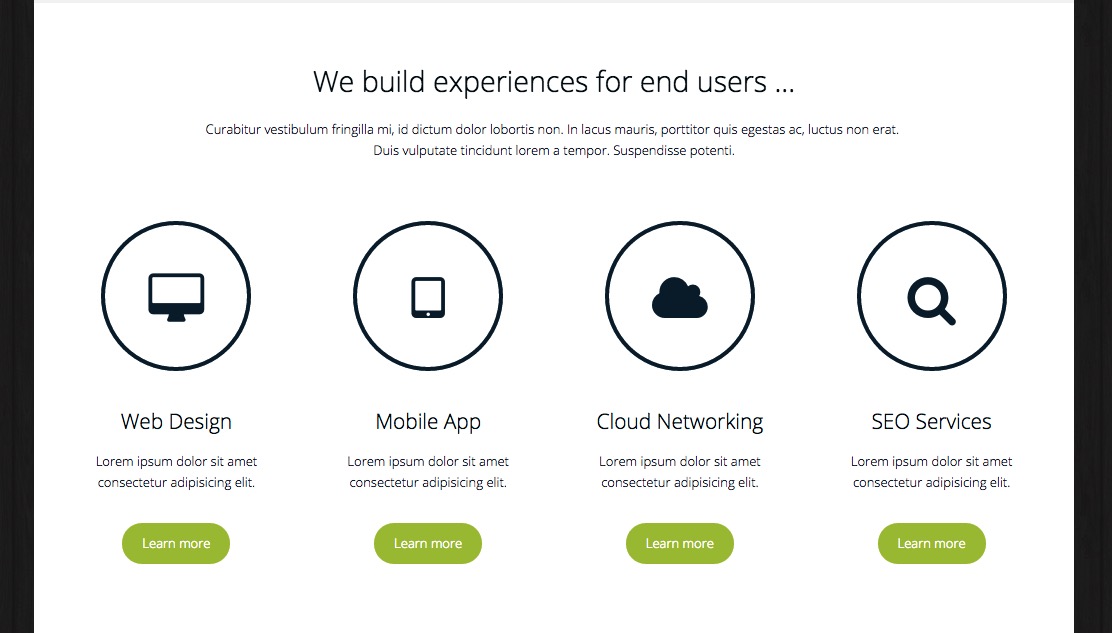 We build experiences for end users ...
Curabitur vestibulum fringilla mi, id dictum dolor lobortis non. In lacus mauris, porttitor quis egestas ac, luctus non erat.
Duis vulputate tincidunt lorem a tempor. Suspendisse potenti.
Web Design
Lorem ipsum dolor sit amet
consectetur adipisicing elit.
Learn more
Mobile App
Lorem ipsum dolor sit amet
consectetur adipisicing elit.
Learn more
Cloud Networking
Lorem ipsum dolor sit amet
consectetur adipisicing elit.
Learn more
SEO Services
Lorem ipsum dolor sit amet
consectetur adipisicing elit.
Learn more